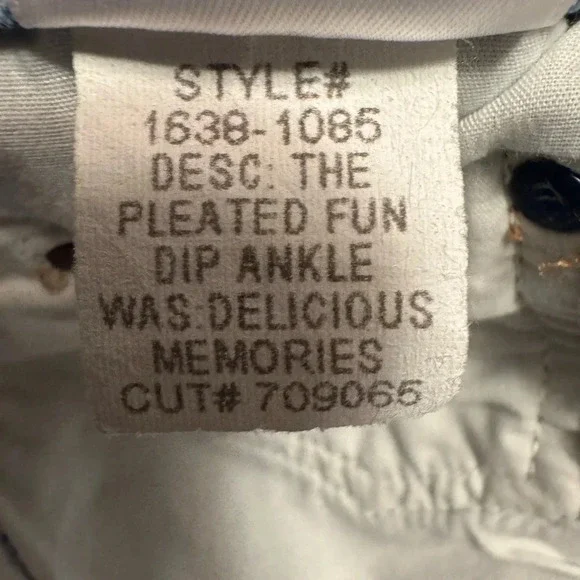 STYLE#
1638-1085
DESC: THE
PLEATED FUN
DIP ANKLE
WAS:DELICIOUS
MEMORIES
CUT# 709065